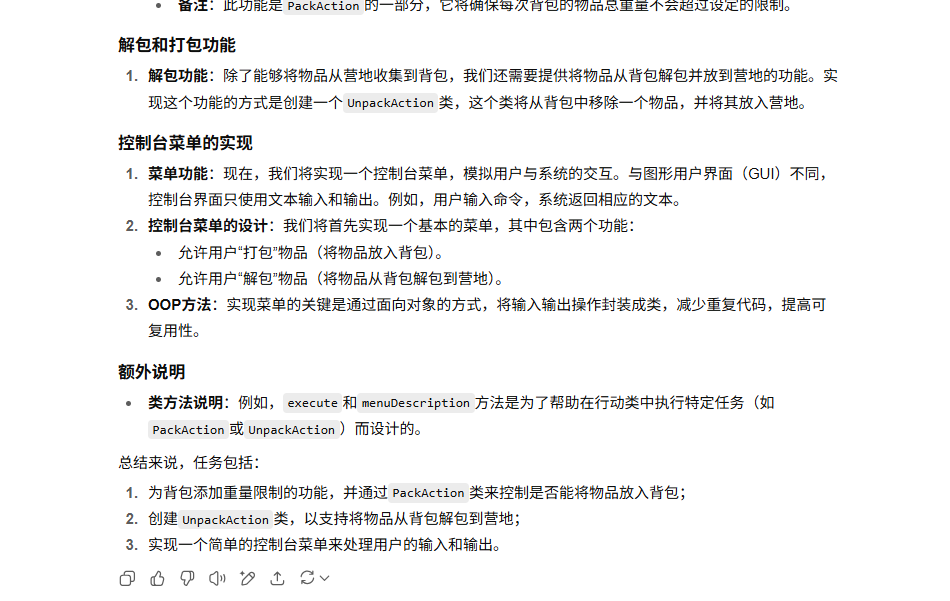 备注：此功能是 PackAction 的一部分，它将确保每次背包的物品总重量不会超过设定的限制。
解包和打包功能
1. 解包功能：除了能够将物品从营地收集到背包，我们还需要提供将物品从背包解包并放到营地的功能。实
现这个功能的方式是创建一个 UnpackAction 类，这个类将从背包中移除一个物品，并将其放入营地。
控制台菜单的实现
1. 菜单功能：现在，我们将实现一个控制台菜单，模拟用户与系统的交互。与图形用户界面（GUI）不同，
控制台界面只使用文本输入和输出。例如，用户输入命令，系统返回相应的文本。
2. 控制台菜单的设计：我们将首先实现一个基本的菜单，其中包含两个功能：
允许用户“打包”物品（将物品放入背包）。
允许用户“解包”物品（将物品从背包解包到营地）。
3. OOP方法：实现菜单的关键是通过面向对象的方式，将输入输出操作封装成类，减少重复代码，提高可
复用性。
额外说明
类方法说明：例如， execute 和 menuDescription 方法是为了帮助在行动类中执行特定任务（如
PackAction 或 UnpackAction ）而设计的。
总结来说，任务包括：
1. 为背包添加重量限制的功能，并通过 PackAction 类来控制是否能将物品放入背包；
2. 创建 UnpackAction 类，以支持将物品从背包解包到营地；
3. 实现一个简单的控制台菜单来处理用户的输入和输出。